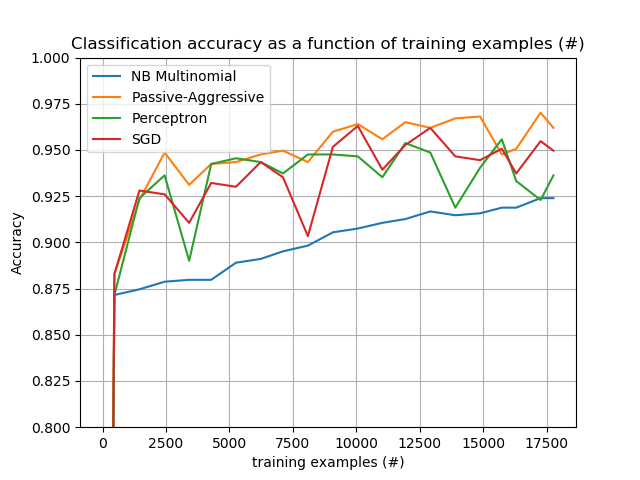 Classification accuracy as a function of training examples (#)
NB Multinomial
Passive-Aggressive
Perceptron
SGD
Accuracy
1.000
0.975
0.950
0.925
0.900
0.875
0.850
0.825
0.800
0
2500
5000
7500
10000
12500
15000
17500
training examples (#)